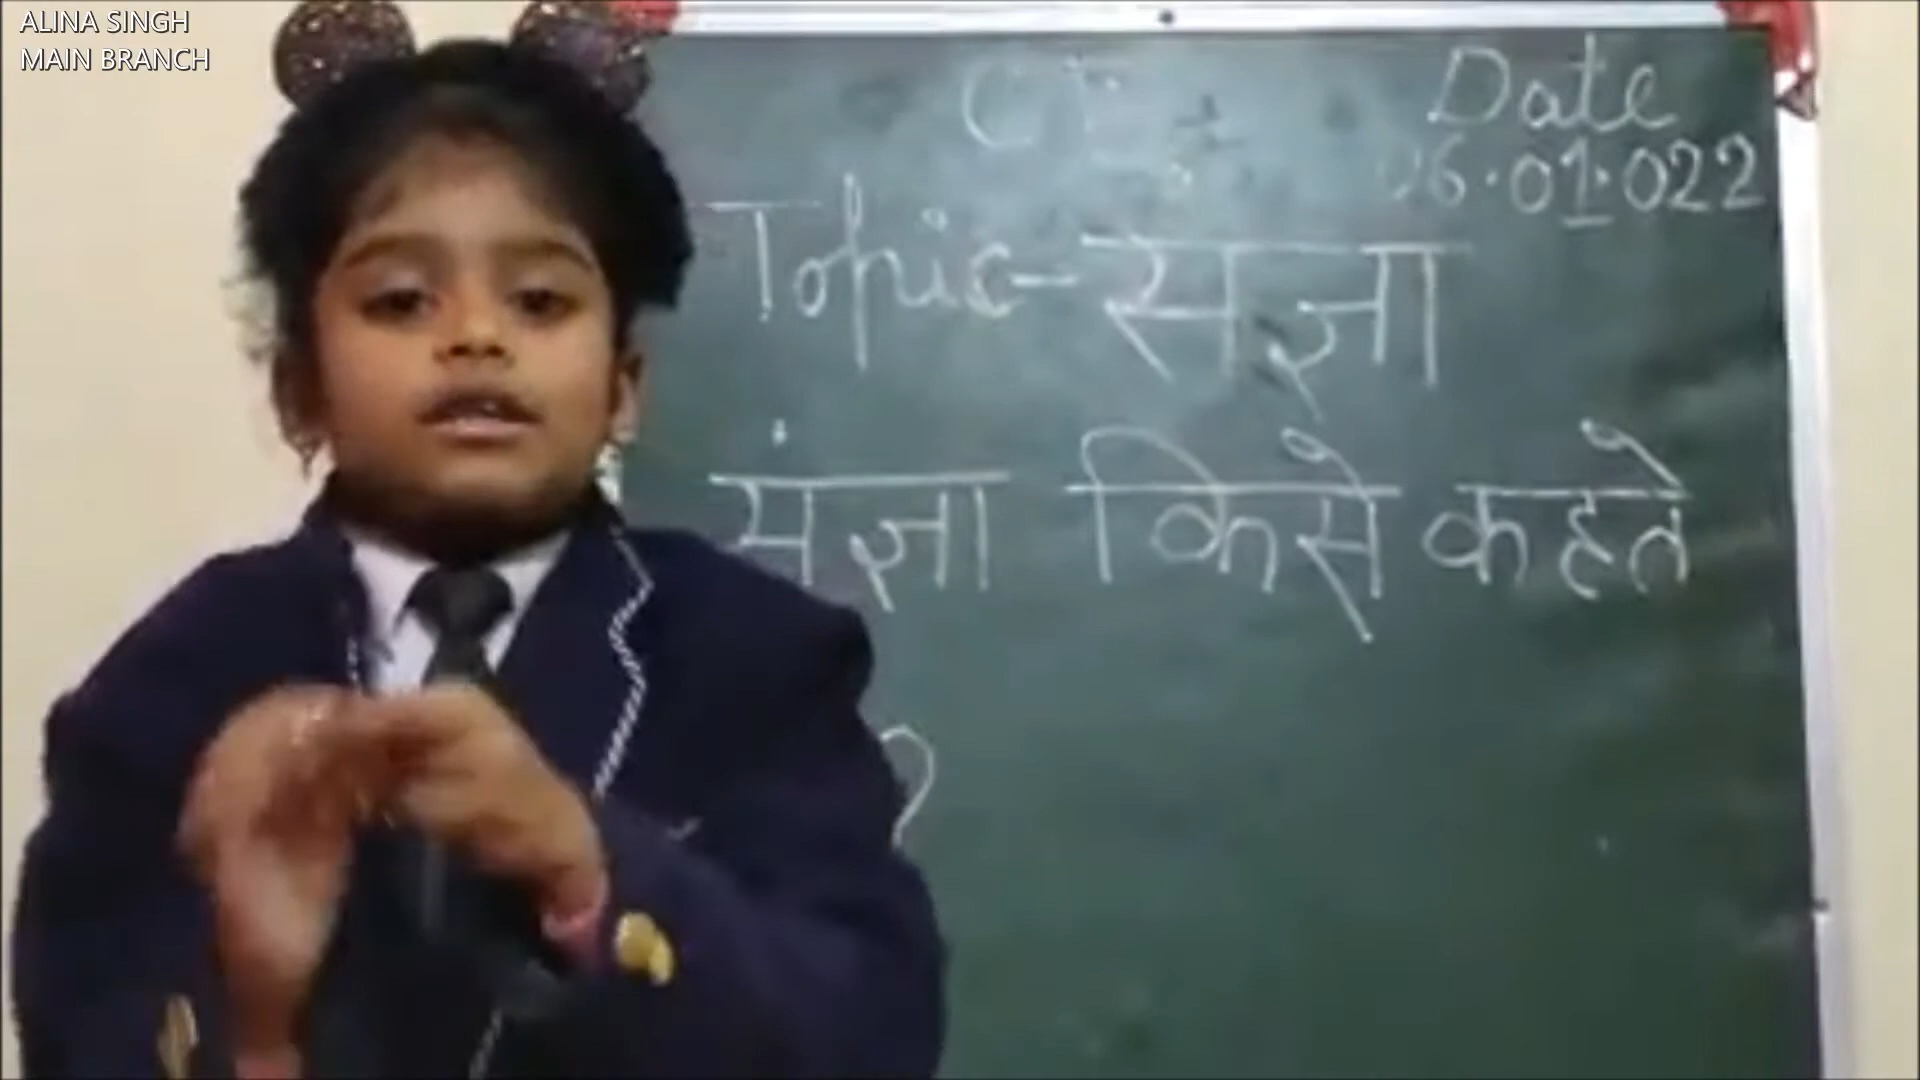 ALINA SINGH
MAIN BRANCH
Date
06.01.022
Topic - संज्ञा
संज्ञा किसे कहते
?